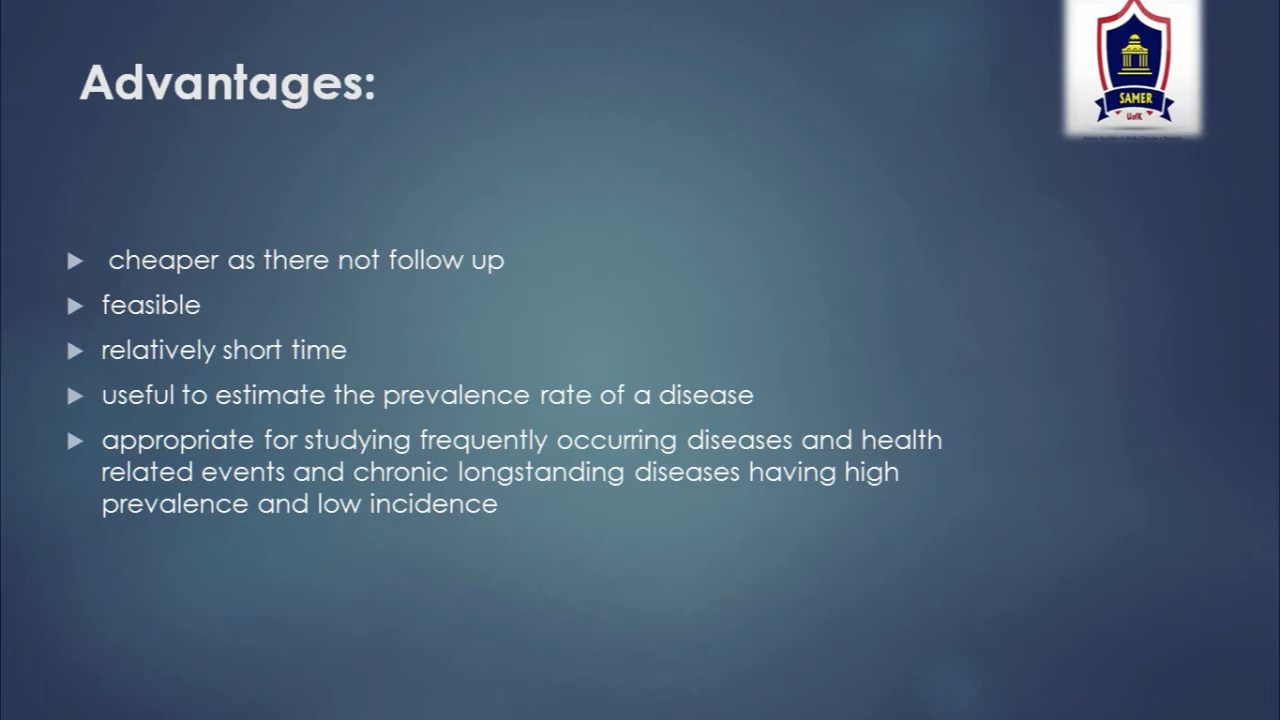 Advantages:
SAMER
UofK
cheaper as there not follow up
feasible
relatively short time
useful to estimate the prevalence rate of a disease
appropriate for studying frequently occurring diseases and health
related events and chronic longstanding diseases having high
prevalence and low incidence